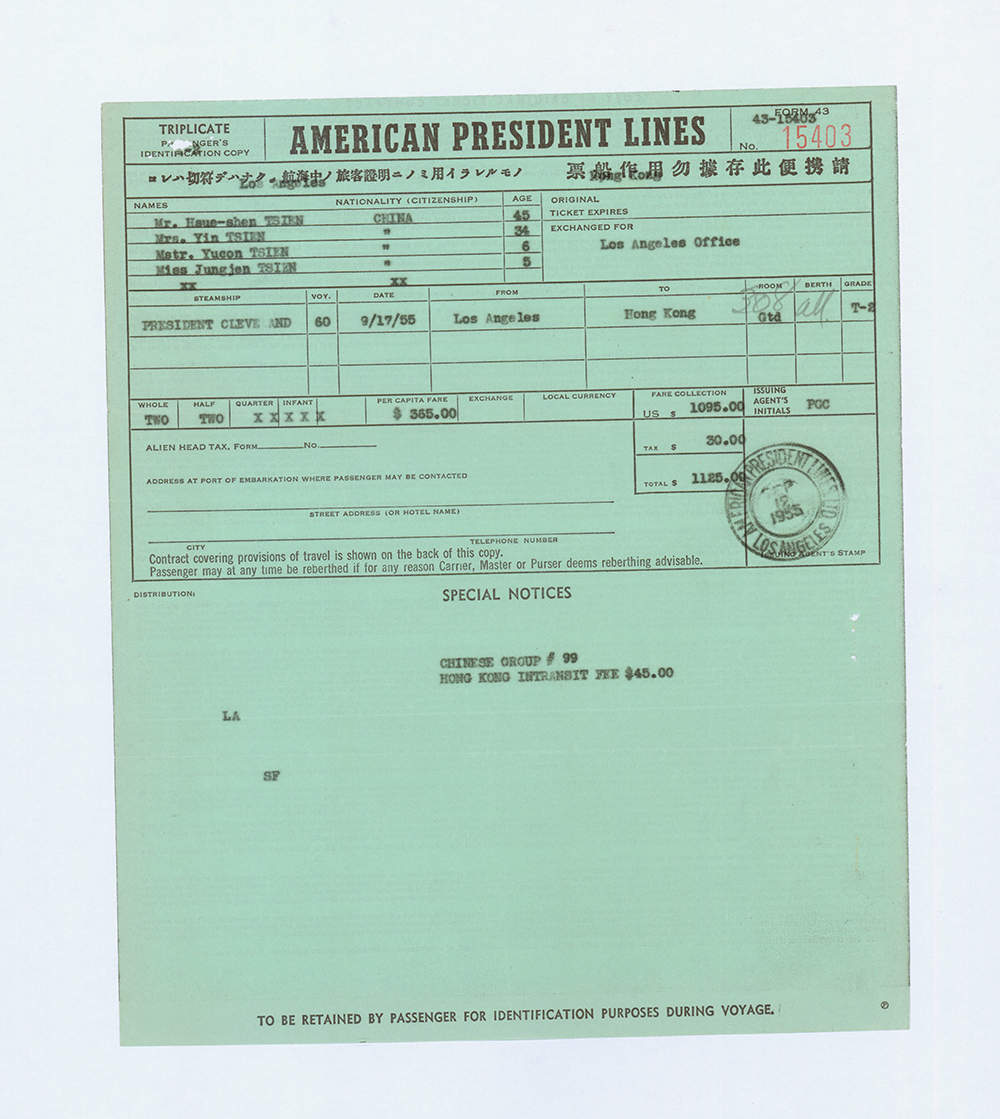 FORM 43
43-15403
TRIPLICATE
PASSENGER'S
IDENTIFICATION COPY
AMERICAN PRESIDENT LINES
No. 15403
コレハ切符デハナク、航海中ノ旅客證明ニノミ用イラレルモノ
票船作用勿據存此便携請
Los Angeles
Hong Kong
NAMES
NATIONALITY (CITIZENSHIP)
AGE
Mr. Hsue-shen TSIEN CHINA 45
Mrs. Yin TSIEN " 34
Mstr. Yucon TSIEN " 6
Miss Jungjen TSIEN " 5
XX XX
ORIGINAL
TICKET EXPIRES
EXCHANGED FOR
Los Angeles Office
STEAMSHIP VOY. DATE FROM TO ROOM BERTH GRADE
308 all
PRESIDENT CLEVE AND 60 9/17/55 Los Angeles Hong Kong Gtd T-2
WHOLE HALF QUARTER INFANT PER CAPITA FARE EXCHANGE LOCAL CURRENCY FARE COLLECTION
TWO TWO X X X X X $ 365.00 US $ 1095.00
ISSUING
AGENT'S
INITIALS PGC
ALIEN HEAD TAX. FORM No.
TAX $ 30.00
ADDRESS AT PORT OF EMBARKATION WHERE PASSENGER MAY BE CONTACTED
TOTAL $ 1125.00
STREET ADDRESS (OR HOTEL NAME)
CITY TELEPHONE NUMBER
AMERICAN PRESIDENT LINES LTD
12
1955
LOS ANGELES
ISSUING AGENT'S STAMP
Contract covering provisions of travel is shown on the back of this copy.
Passenger may at any time be reberthed if for any reason Carrier, Master or Purser deems reberthing advisable.
DISTRIBUTION:
SPECIAL NOTICES
CHINESE GROUP # 99
HONG KONG INTRANSIT FEE $45.00
LA
SF
TO BE RETAINED BY PASSENGER FOR IDENTIFICATION PURPOSES DURING VOYAGE.